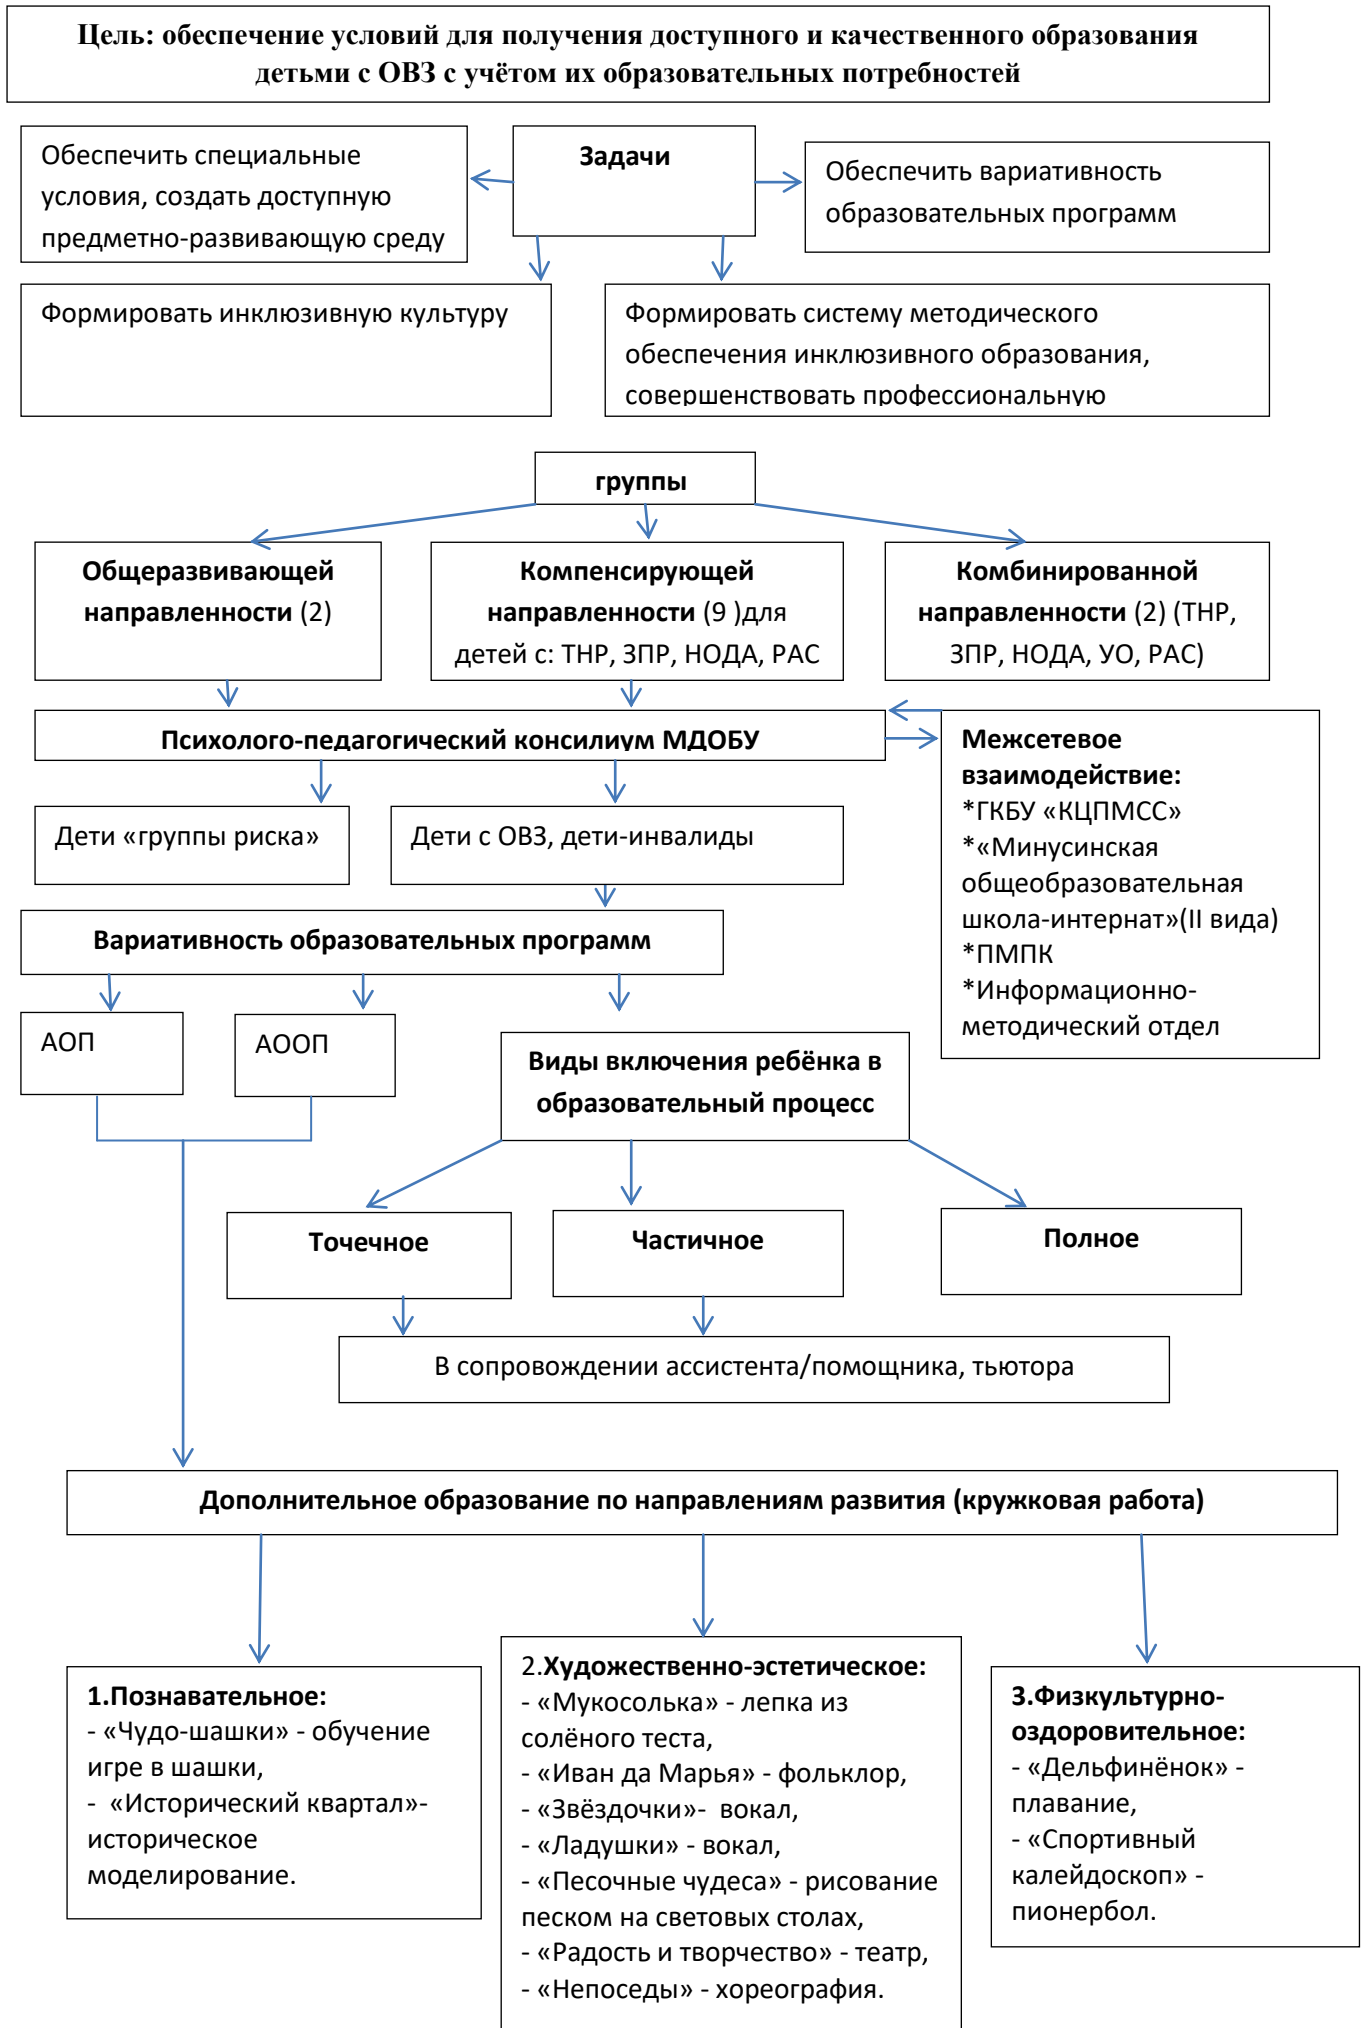 Цель: обеспечение условий для получения доступного и качественного образования
детьми с ОВЗ с учётом их образовательных потребностей
Обеспечить специальные
условия, создать доступную
предметно-развивающую среду
Задачи
Обеспечить вариативность
образовательных программ
Формировать инклюзивную культуру
Формировать систему методического
обеспечения инклюзивного образования,
совершенствовать профессиональную
группы
Общеразвивающей
направленности (2)
Компенсирующей
направленности (9 )для
детей с: ТНР, ЗПР, НОДА, РАС
Комбинированной
направленности (2) (ТНР,
ЗПР, НОДА, УО, РАС)
Психолого-педагогический консилиум МДОБУ
Межсетевое
взаимодействие:
*ГКБУ «КЦПМСС»
*«Минусинская
общеобразовательная
школа-интернат»(II вида)
*ПМПК
*Информационно-
методический отдел
Дети «группы риска»
Дети с ОВЗ, дети-инвалиды
Вариативность образовательных программ
АОП
АООП
Виды включения ребёнка в
образовательный процесс
Точечное
Частичное
Полное
В сопровождении ассистента/помощника, тьютора
Дополнительное образование по направлениям развития (кружковая работа)
1.Познавательное:
- «Чудо-шашки» - обучение
игре в шашки,
- «Исторический квартал»-
историческое
моделирование.
2.Художественно-эстетическое:
- «Мукосолька» - лепка из
солёного теста,
- «Иван да Марья» - фольклор,
- «Звёздочки»- вокал,
- «Ладушки» - вокал,
- «Песочные чудеса» - рисование
песком на световых столах,
- «Радость и творчество» - театр,
- «Непоседы» - хореография.
3.Физкультурно-
оздоровительное:
- «Дельфинёнок» -
плавание,
- «Спортивный
калейдоскоп» -
пионербол.